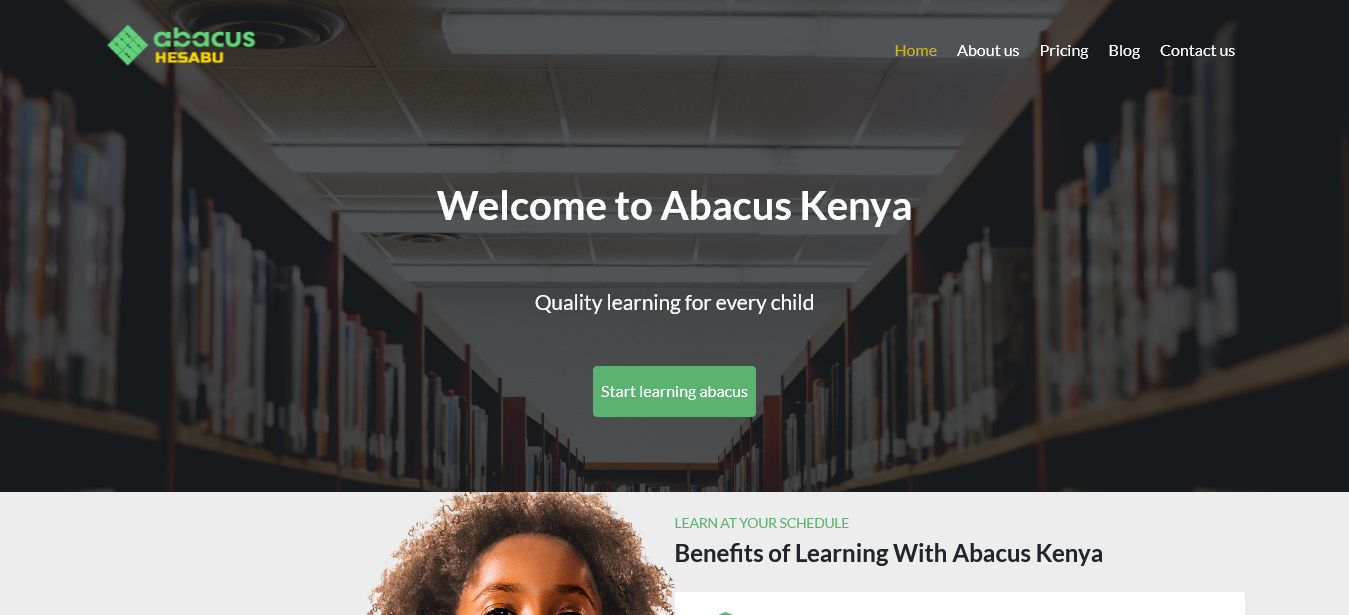 abacus
HESABU
Home About us Pricing Blog Contact us
Welcome to Abacus Kenya
Quality learning for every child
Start learning abacus
LEARN AT YOUR SCHEDULE
Benefits of Learning With Abacus Kenya